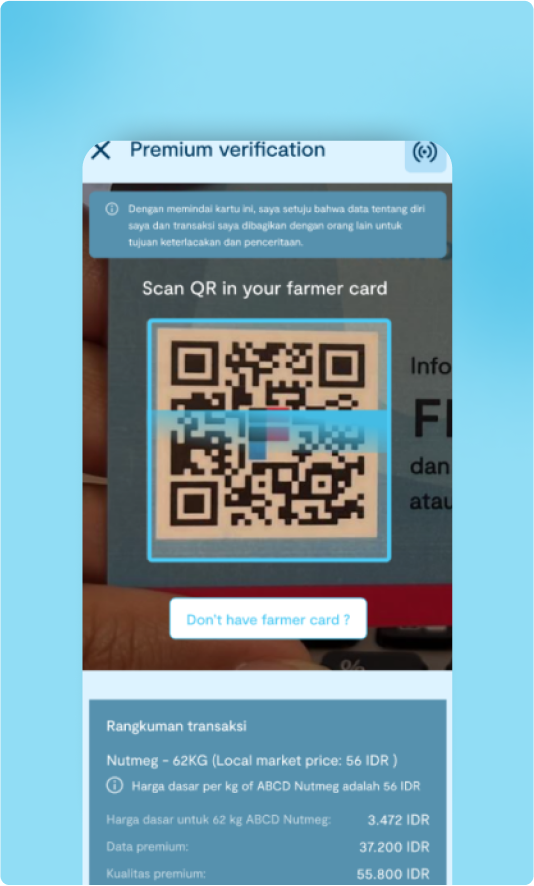 Premium verification
Dengan memindai kartu ini, saya setuju bahwa data tentang diri
saya dan transaksi saya dibagikan dengan orang lain untuk
tujuan keterlacakan dan penceritaan.
Scan QR in your farmer card
Info
dan
atau
Don't have farmer card ?
%
Rangkuman transaksi
Nutmeg - 62KG (Local market price: 56 IDR )
Harga dasar per kg of ABCD Nutmeg adalah 56 IDR
Harga dasar untuk 62 kg ABCD Nutmeg: 3.472 IDR
Data premium: 37.200 IDR
Kualitas premium: 55.800 IDR